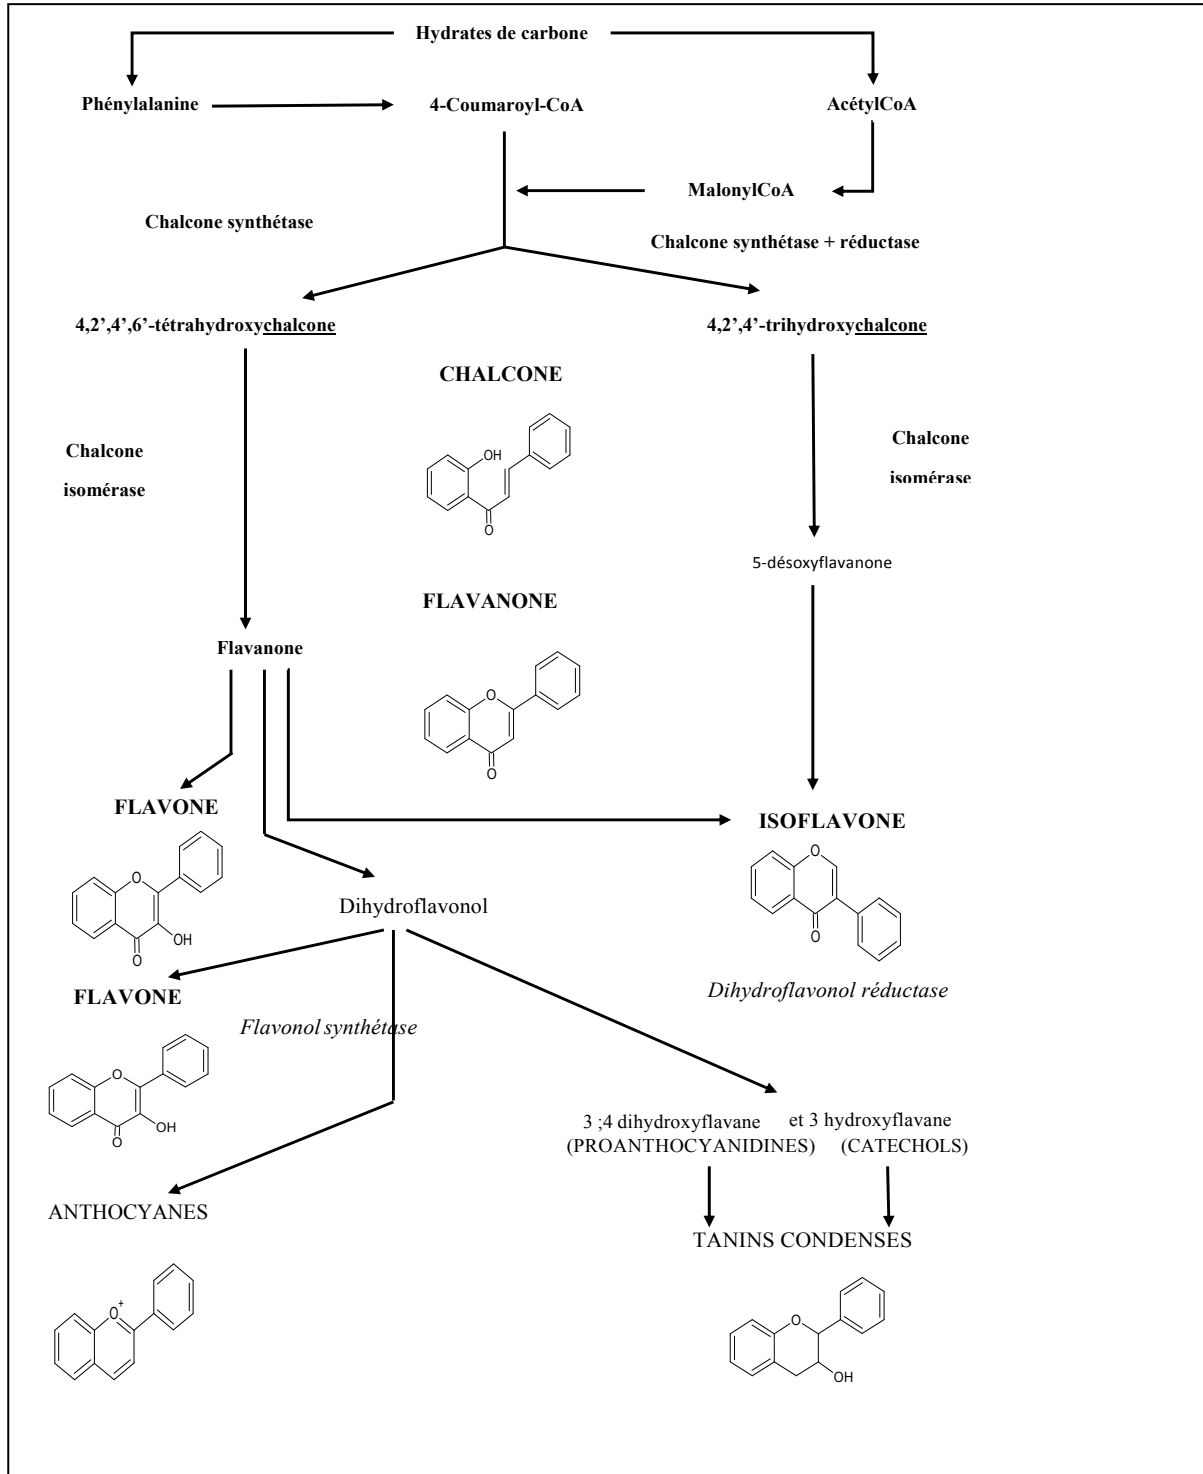 Hydrates de carbone
Phénylalanine
4-Coumaroyl-CoA
AcétylCoA
MalonylCoA
Chalcone synthétase
Chalcone synthétase + réductase
4,2’,4’,6’-tétrahydroxychalcone
4,2’,4’-trihydroxychalcone
CHALCONE
OH
O
Chalcone
isomérase
Chalcone
isomérase
5-désoxyflavanone
FLAVANONE
O
O
Flavanone
FLAVONE
O
OH
O
ISOFLAVONE
O
O
Dihydroflavonol
FLAVONE
O
OH
O
Flavonol synthétase
Dihydroflavonol réductase
3 ;4 dihydroxyflavane et 3 hydroxyflavane
(PROANTHOCYANIDINES) (CATECHOLS)
ANTHOCYANES
O+
TANINS CONDENSES
O
OH